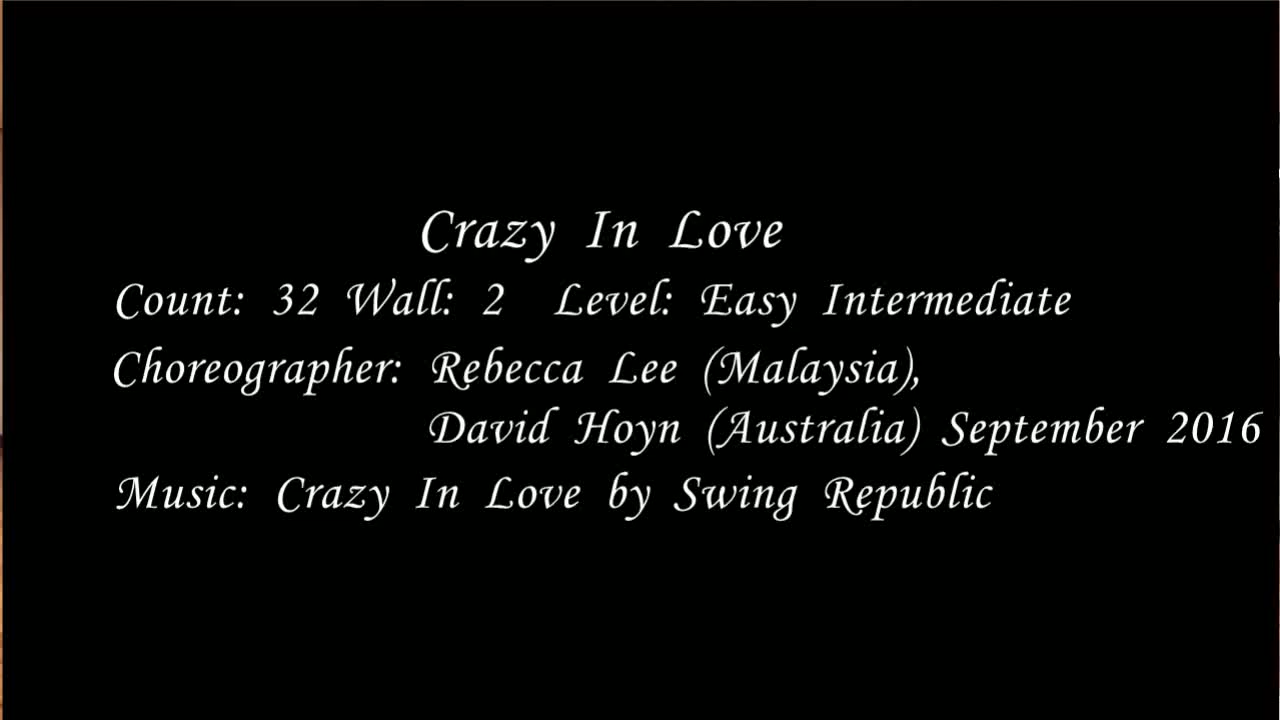 Crazy In Love
Count: 32 Wall: 2 Level: Easy Intermediate
Choreographer: Rebecca Lee (Malaysia),
David Hoyn (Australia) September 2016
Music: Crazy In Love by Swing Republic